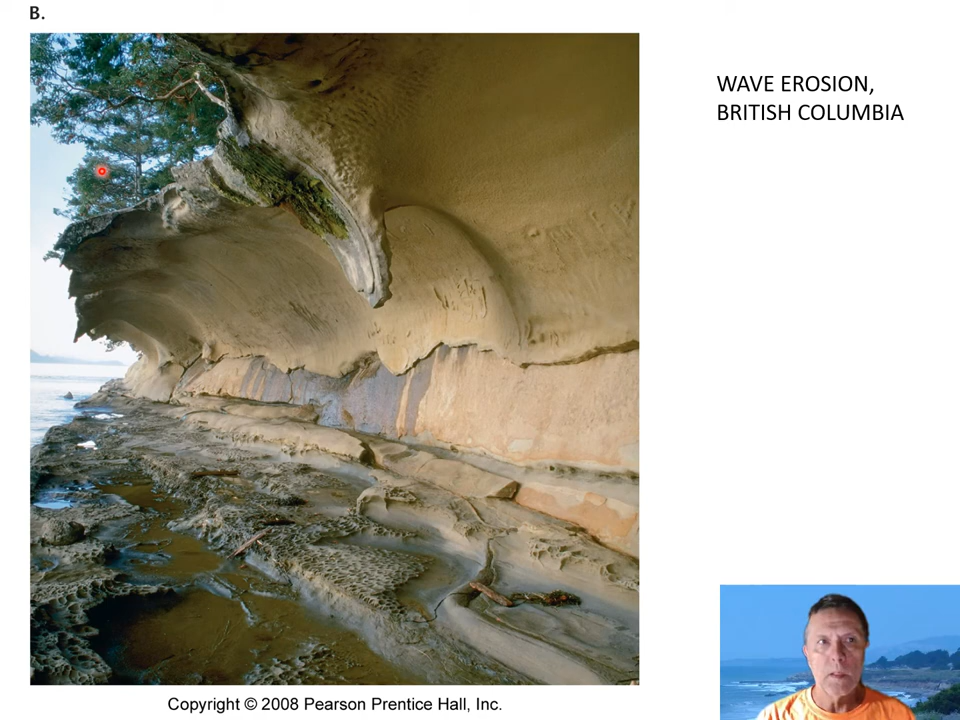 B.
WAVE EROSION,
BRITISH COLUMBIA
Copyright © 2008 Pearson Prentice Hall, Inc.